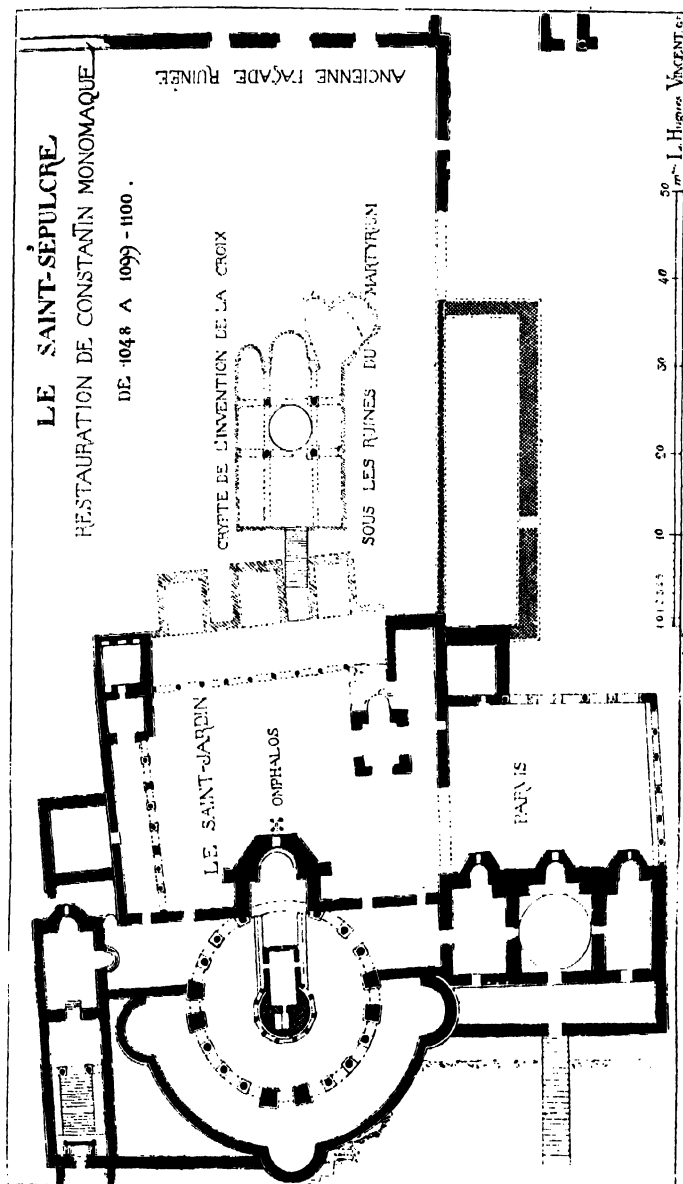 LE SAINT-SÉPULCRE
RESTAURATION DE CONSTANTIN MONOMAQUE
DE 1048 A 1099-1100.
ANCIENNE FAÇADE RUINÉE
CRYPTE DE L'INVENTION DE LA CROIX
SOUS LES RUINES DU MARTYRIUM
LE SAINT-JARDIN
OMPHALOS
PARVIS
10 20 30 40 50
L. Hugues VINCENT